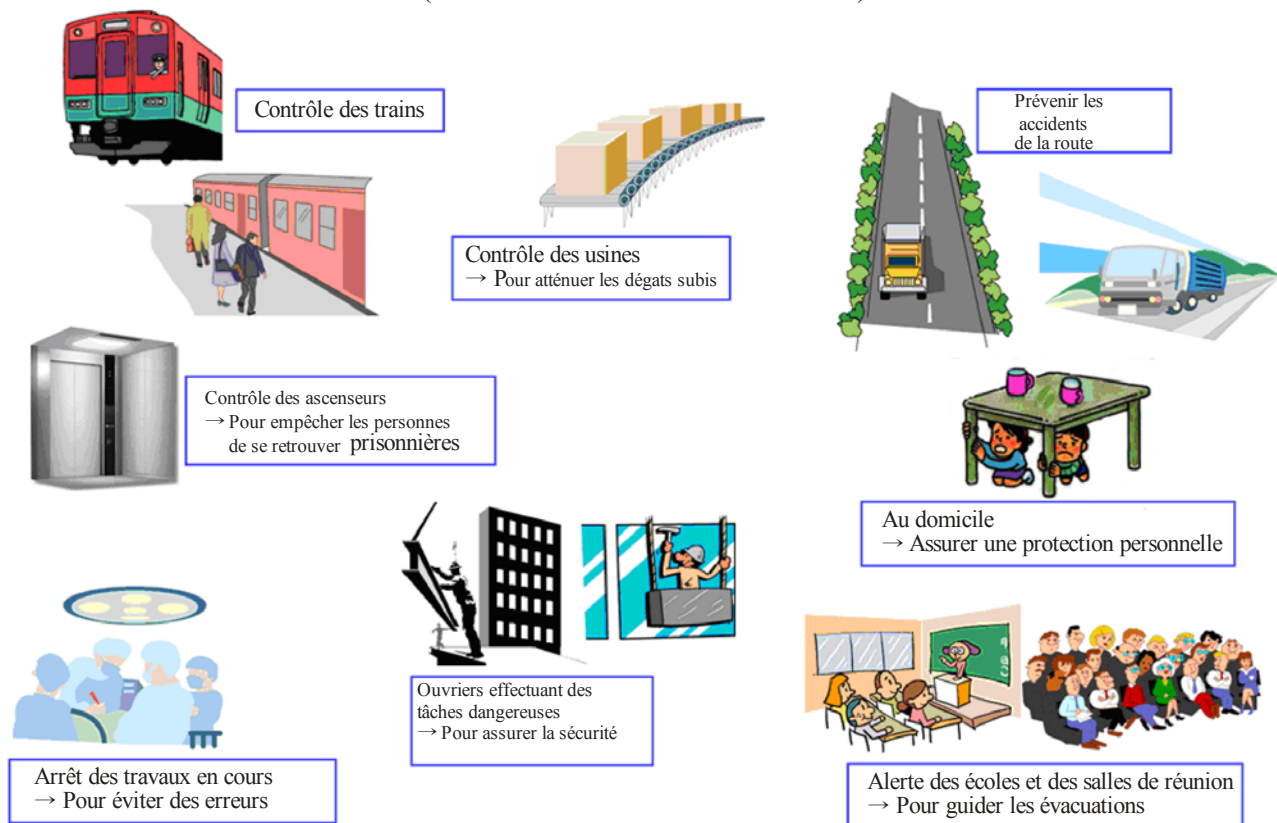 Contrôle des trains
Prévenir les
accidents
de la route
Contrôle des usines
→ Pour atténuer les dégats subis
Contrôle des ascenseurs
→ Pour empêcher les personnes
de se retrouver prisonnières
Au domicile
→ Assurer une protection personnelle
Ouvriers effectuant des
tâches dangereuses
→ Pour assurer la sécurité
Arrêt des travaux en cours
→ Pour éviter des erreurs
Alerte des écoles et des salles de réunion
→ Pour guider les évacuations